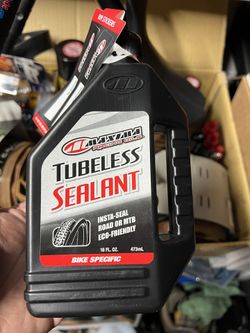 MAXIMA
TUBELESS
SEALANT
INSTA-SEAL
ROAD OR MTB
ECO-FRIENDLY
16 FL. OZ. 473mL
BIKE SPECIFIC